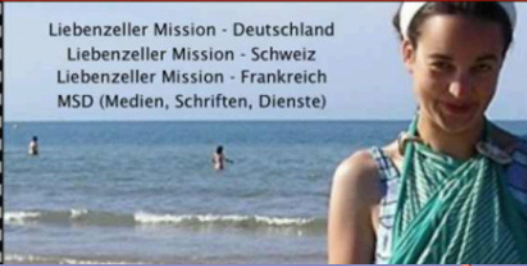 Liebenzeller Mission - Deutschland
Liebenzeller Mission - Schweiz
Liebenzeller Mission - Frankreich
MSD (Medien, Schriften, Dienste)